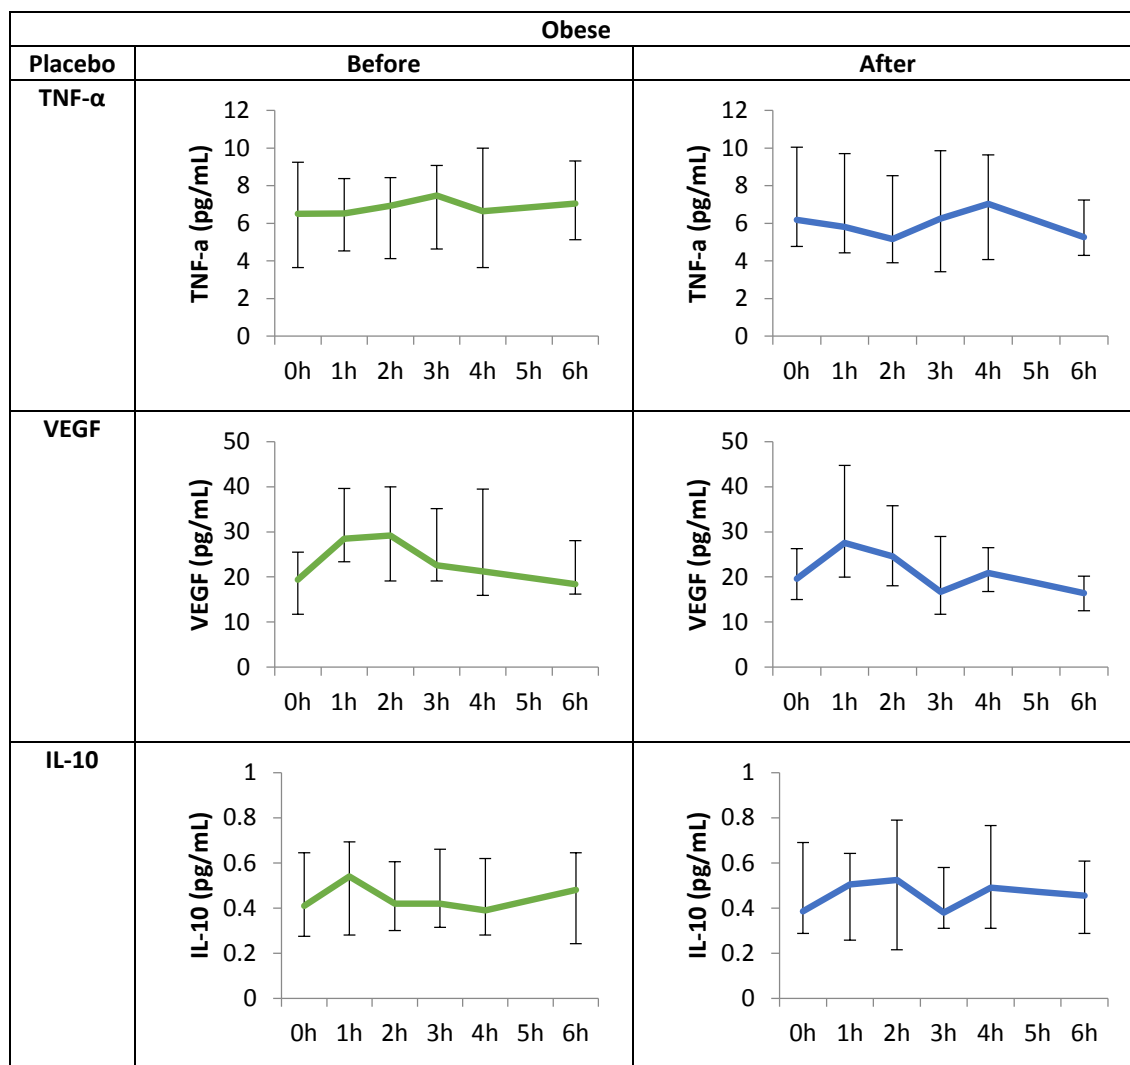 Obese
Placebo Before After
TNF-α
TNF-a (pg/mL)
12
10
8
6
4
2
0
0h 1h 2h 3h 4h 5h 6h
TNF-a (pg/mL)
12
10
8
6
4
2
0
0h 1h 2h 3h 4h 5h 6h
VEGF
VEGF (pg/mL)
50
40
30
20
10
0
0h 1h 2h 3h 4h 5h 6h
VEGF (pg/mL)
50
40
30
20
10
0
0h 1h 2h 3h 4h 5h 6h
IL-10
IL-10 (pg/mL)
1
0.8
0.6
0.4
0.2
0
0h 1h 2h 3h 4h 5h 6h
IL-10 (pg/mL)
1
0.8
0.6
0.4
0.2
0
0h 1h 2h 3h 4h 5h 6h